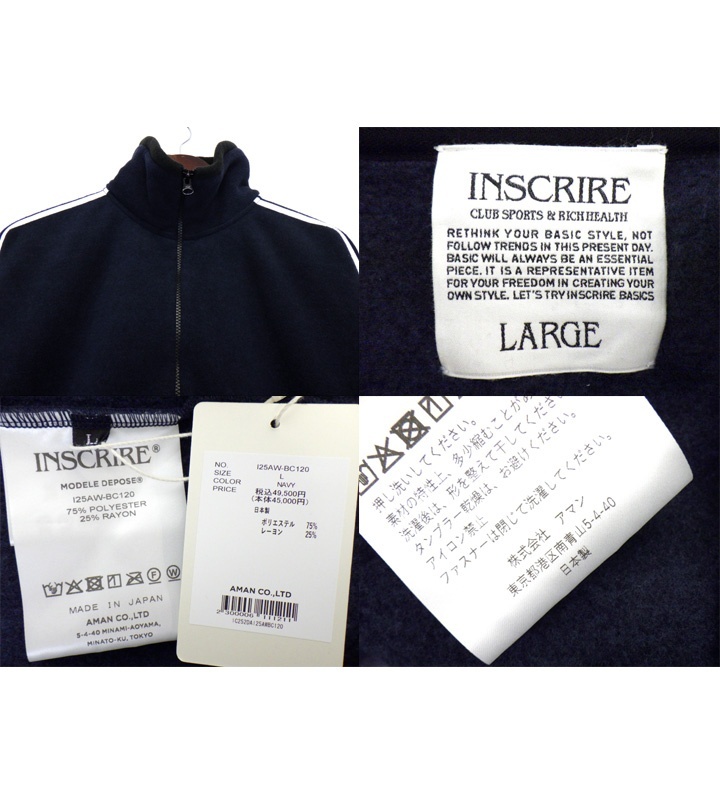 INSCRIRE
CLUB SPORTS & RICH HEALTH
RETHINK YOUR BASIC STYLE, NOT
FOLLOW TRENDS IN THIS PRESENT DAY.
BASIC WILL ALWAYS BE AN ESSENTIAL
PIECE. IT IS A REPRESENTATIVE ITEM
FOR YOUR FREEDOM IN CREATING YOUR
OWN STYLE. LET'S TRY INSCRIRE BASICS
LARGE
L
INSCRIRE®
MODELE DEPOSE®
I25AW-BC120
75% POLYESTER
25% RAYON
MADE IN JAPAN
AMAN CO.,LTD
5-4-40 MINAMI-AOYAMA,
MINATO-KU, TOKYO
NO. I25AW-BC120
SIZE L
COLOR NAVY
PRICE 税込49,500円
(本体45,000円)
日本製
ポリエステル 75%
レーヨン 25%
AMAN CO.,LTD
1C252DA125AWBC120
押し洗いしてください。
素材の特性上、多少縮むことが
洗濯後は、形を整えて干してください
タンブラー乾燥は、お避けください。
アイロン禁止
ファスナーは閉じて洗濯してください。
株式会社 アマン
東京都港区南青山5-4-40
日本製